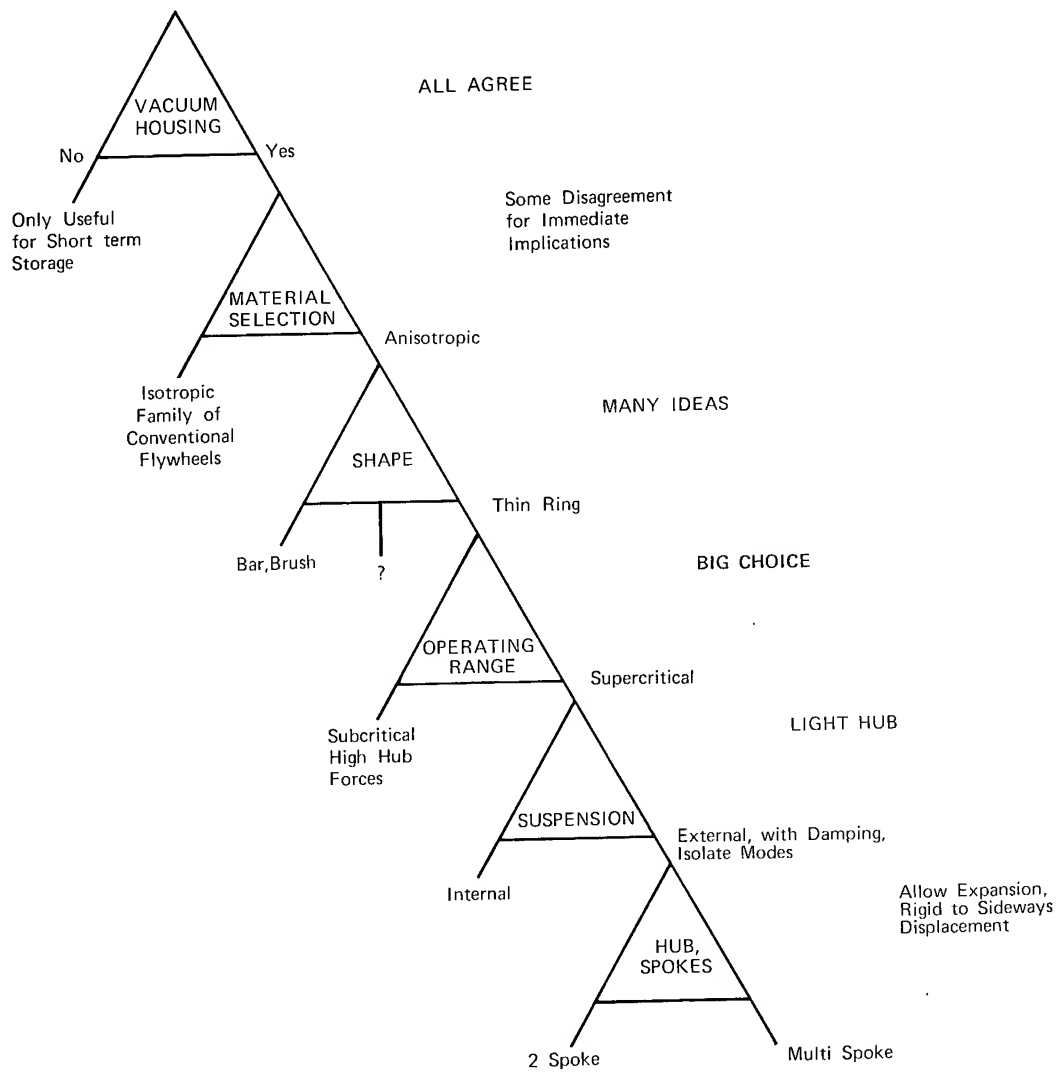 ALL AGREE
VACUUM
HOUSING
No
Yes
Only Useful
for Short term
Storage
Some Disagreement
for Immediate
Implications
MATERIAL
SELECTION
Anisotropic
Isotropic
Family of
Conventional
Flywheels
MANY IDEAS
SHAPE
Thin Ring
Bar,Brush
?
BIG CHOICE
OPERATING
RANGE
Supercritical
Subcritical
High Hub
Forces
LIGHT HUB
SUSPENSION
External, with Damping,
Isolate Modes
Internal
Allow Expansion,
Rigid to Sideways
Displacement
HUB,
SPOKES
2 Spoke
Multi Spoke